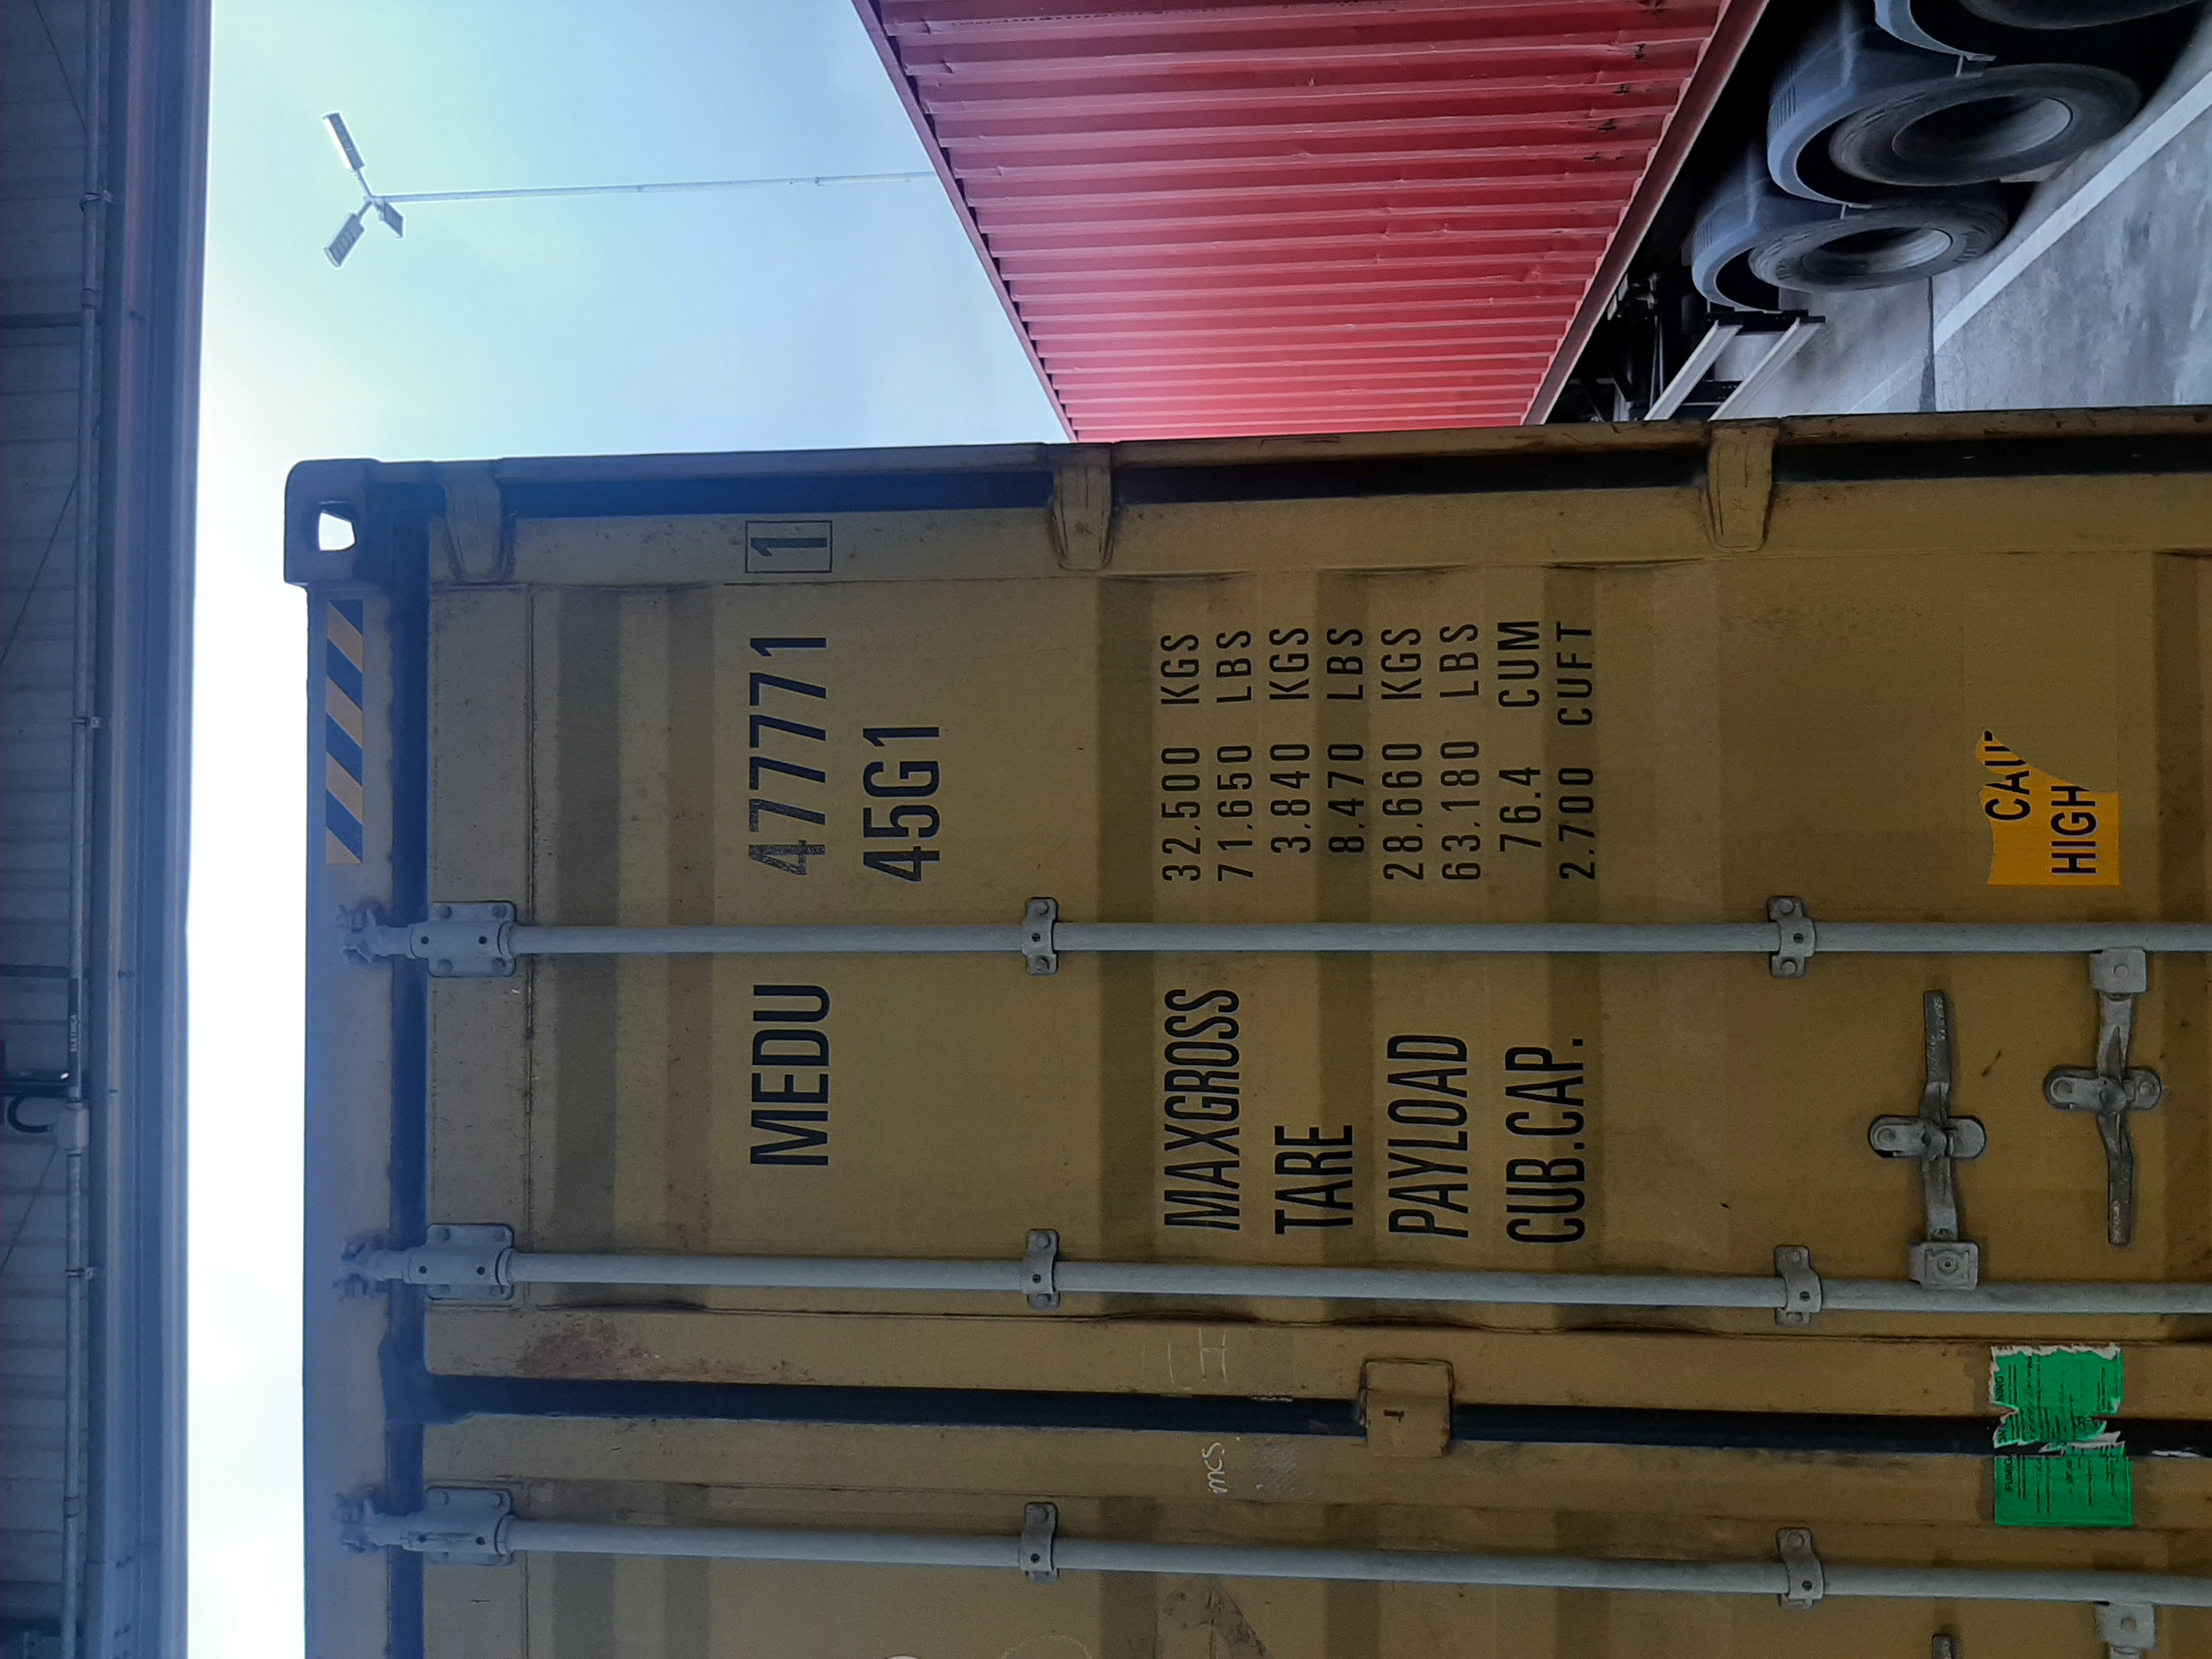 MEDU 477771 1
45G1
MAXGROSS 32.500 KGS
71.650 LBS
TARE 3.840 KGS
8.470 LBS
PAYLOAD 28.660 KGS
63.180 LBS
CUB.CAP. 76.4 CUM
2.700 CUFT
mcs
HIGH